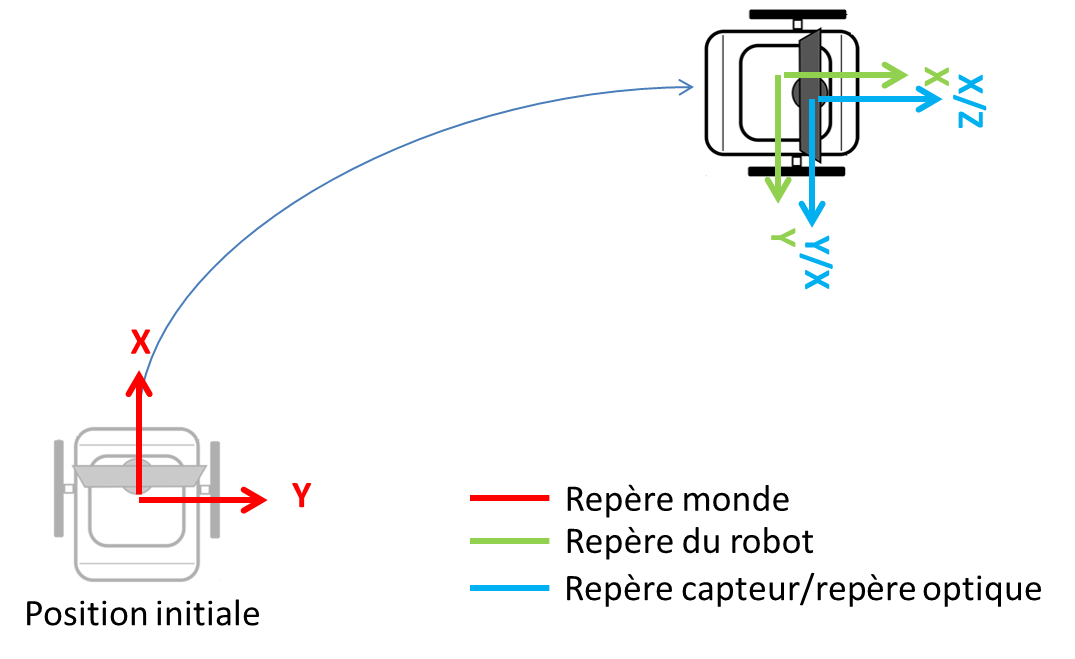 X
X/Z
Y
Y/X
X
Y
Repère monde
Repère du robot
Repère capteur/repère optique
Position initiale